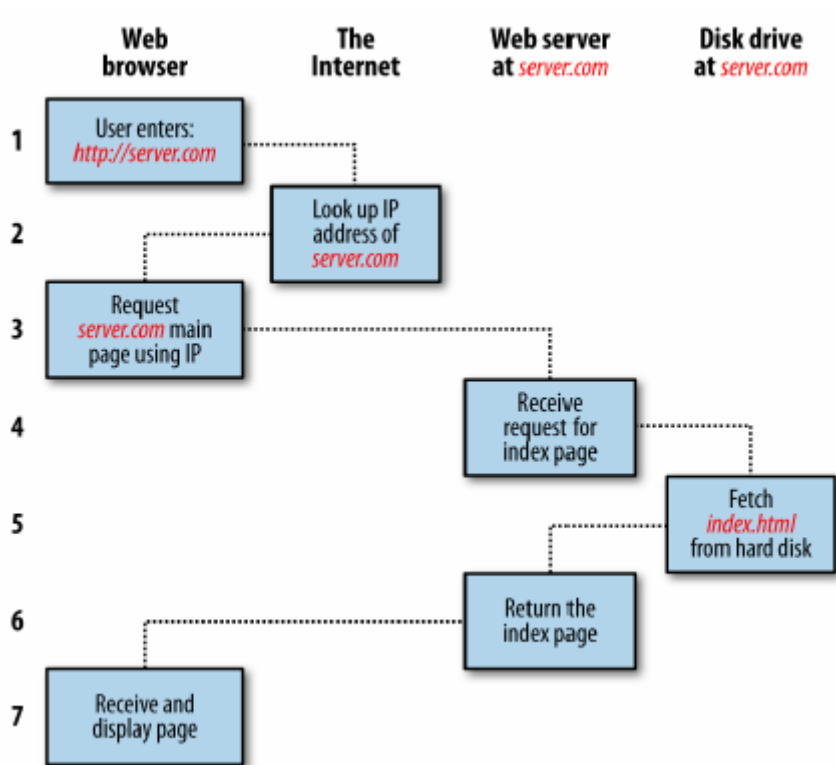 Web
browser
The
Internet
Web server
at server.com
Disk drive
at server.com
1
User enters:
http://server.com
2
Look up IP
address of
server.com
3
Request
server.com main
page using IP
4
Receive
request for
index page
5
Fetch
index.html
from hard disk
6
Return the
index page
7
Receive and
display page